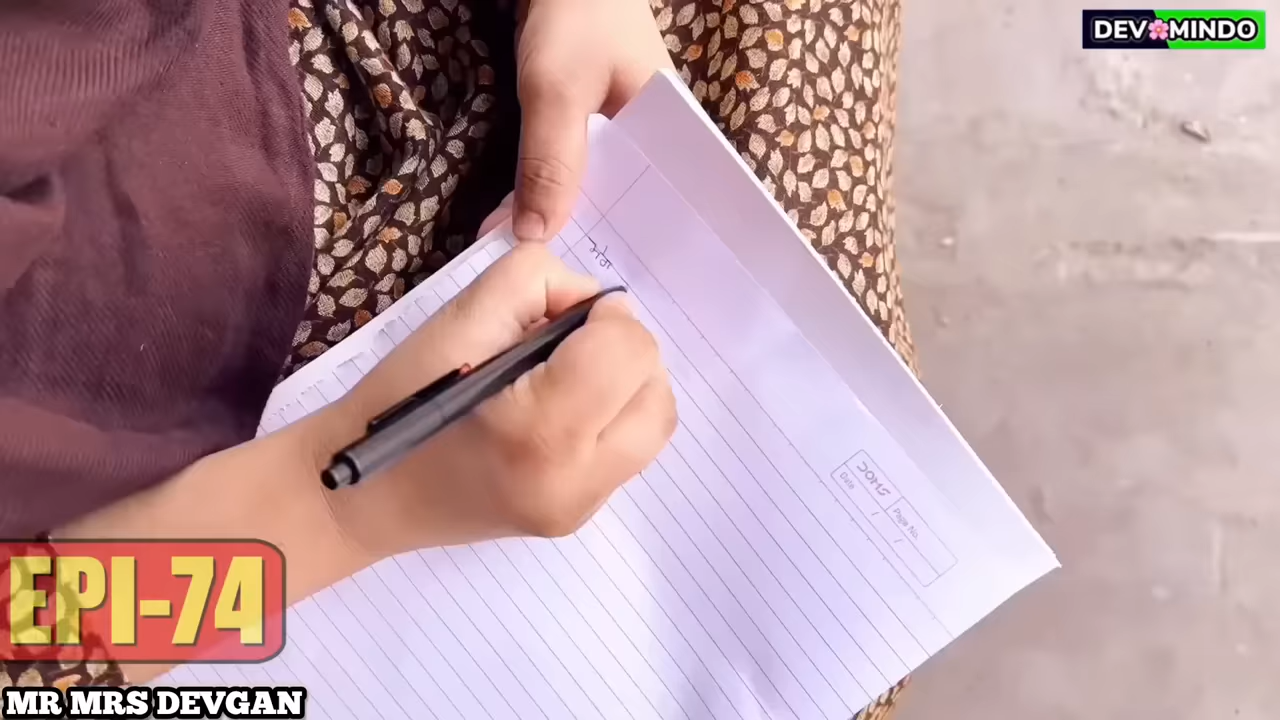 DEV🌸MINDO
DOMS
Date / /
Page No.
EPI-74
MR MRS DEVGAN